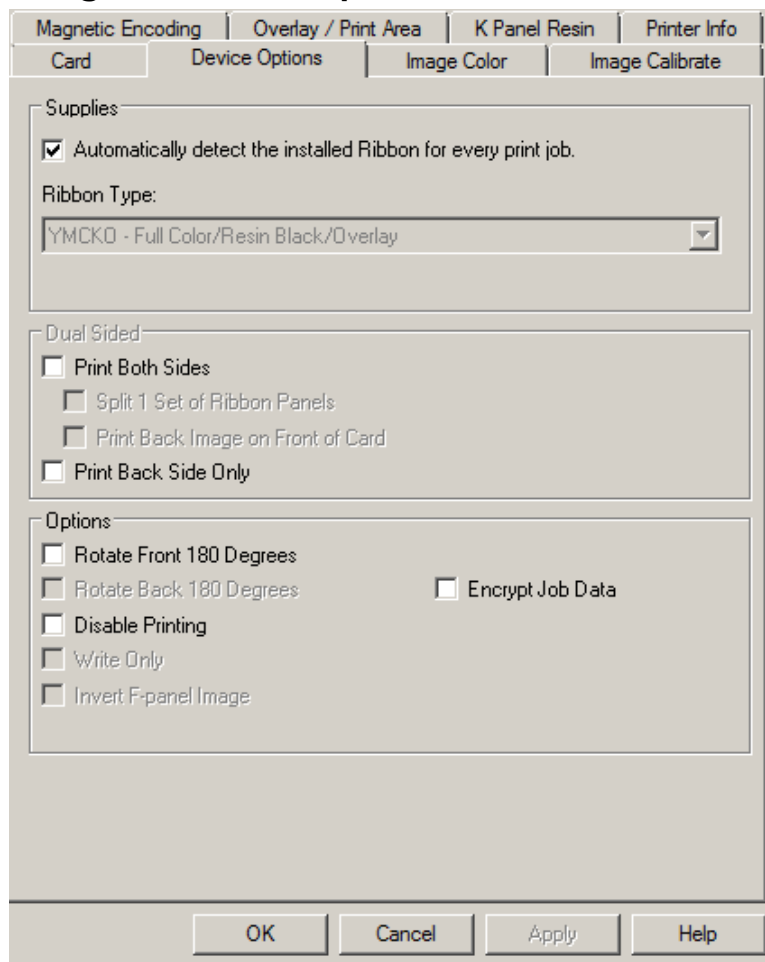 Magnetic Encoding Overlay / Print Area K Panel Resin Printer Info
Card Device Options Image Color Image Calibrate
Supplies
Automatically detect the installed Ribbon for every print job.
Ribbon Type:
YMCKO - Full Color/Resin Black/Overlay
Dual Sided
Print Both Sides
Split 1 Set of Ribbon Panels
Print Back Image on Front of Card
Print Back Side Only
Options
Rotate Front 180 Degrees
Rotate Back 180 Degrees Encrypt Job Data
Disable Printing
Write Only
Invert F-panel Image
OK Cancel Apply Help